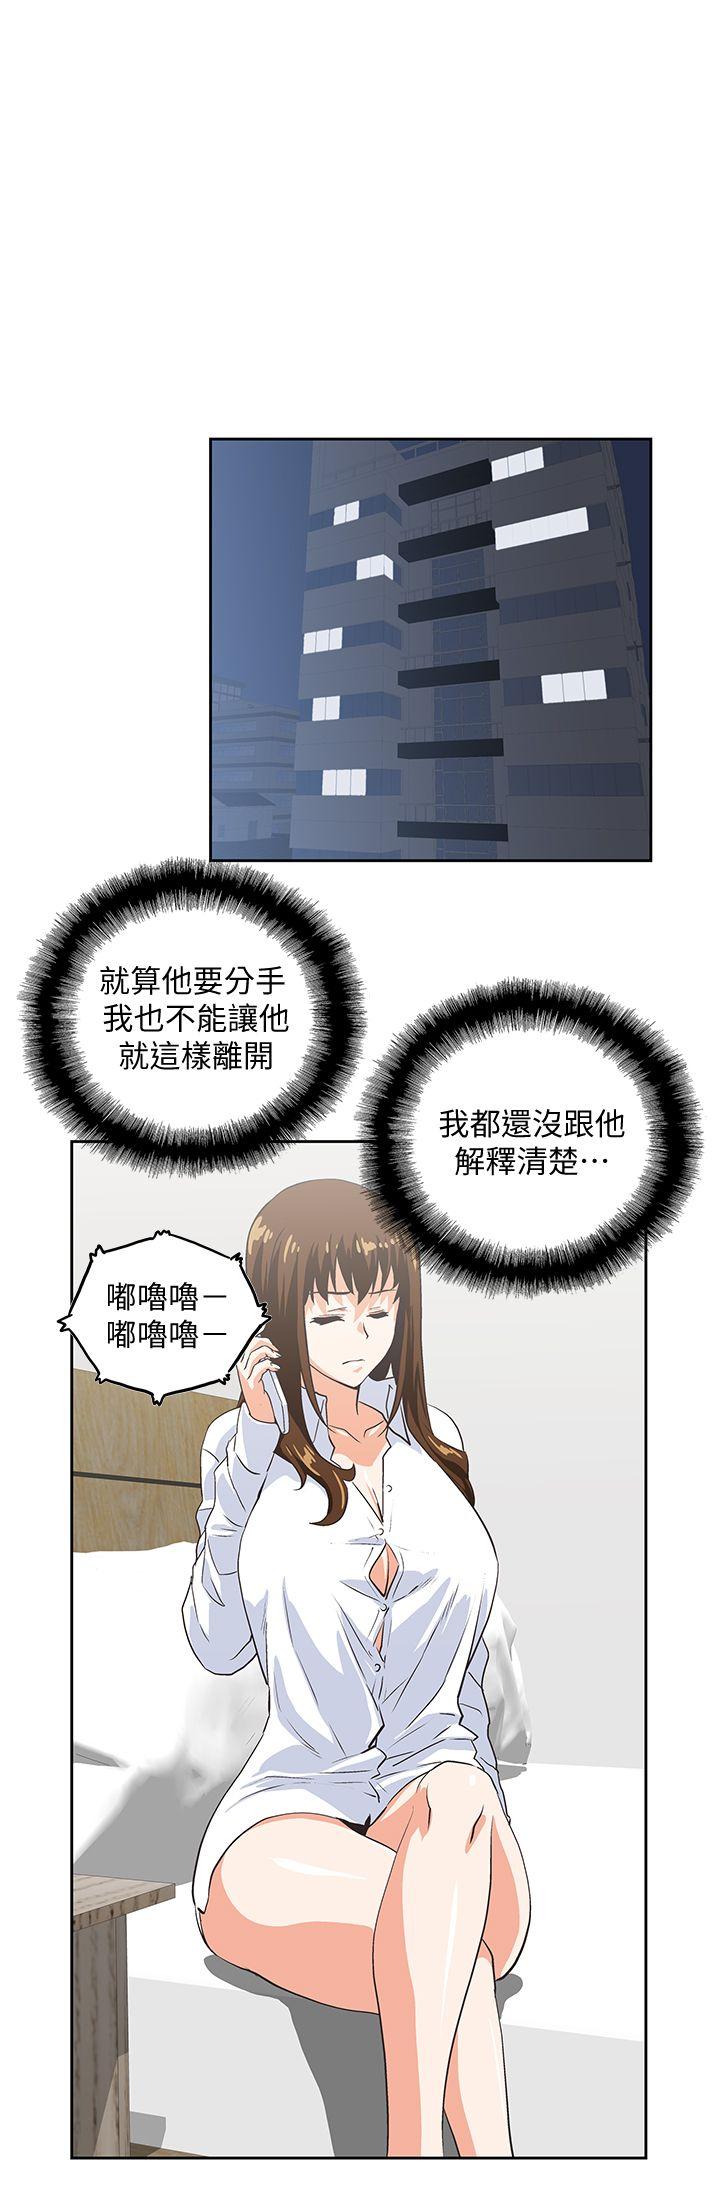 就算他要分手
我也不能讓他
就這樣離開
我都還沒跟他
解釋清楚⋯
嘟嚕嚕—
嘟嚕嚕—